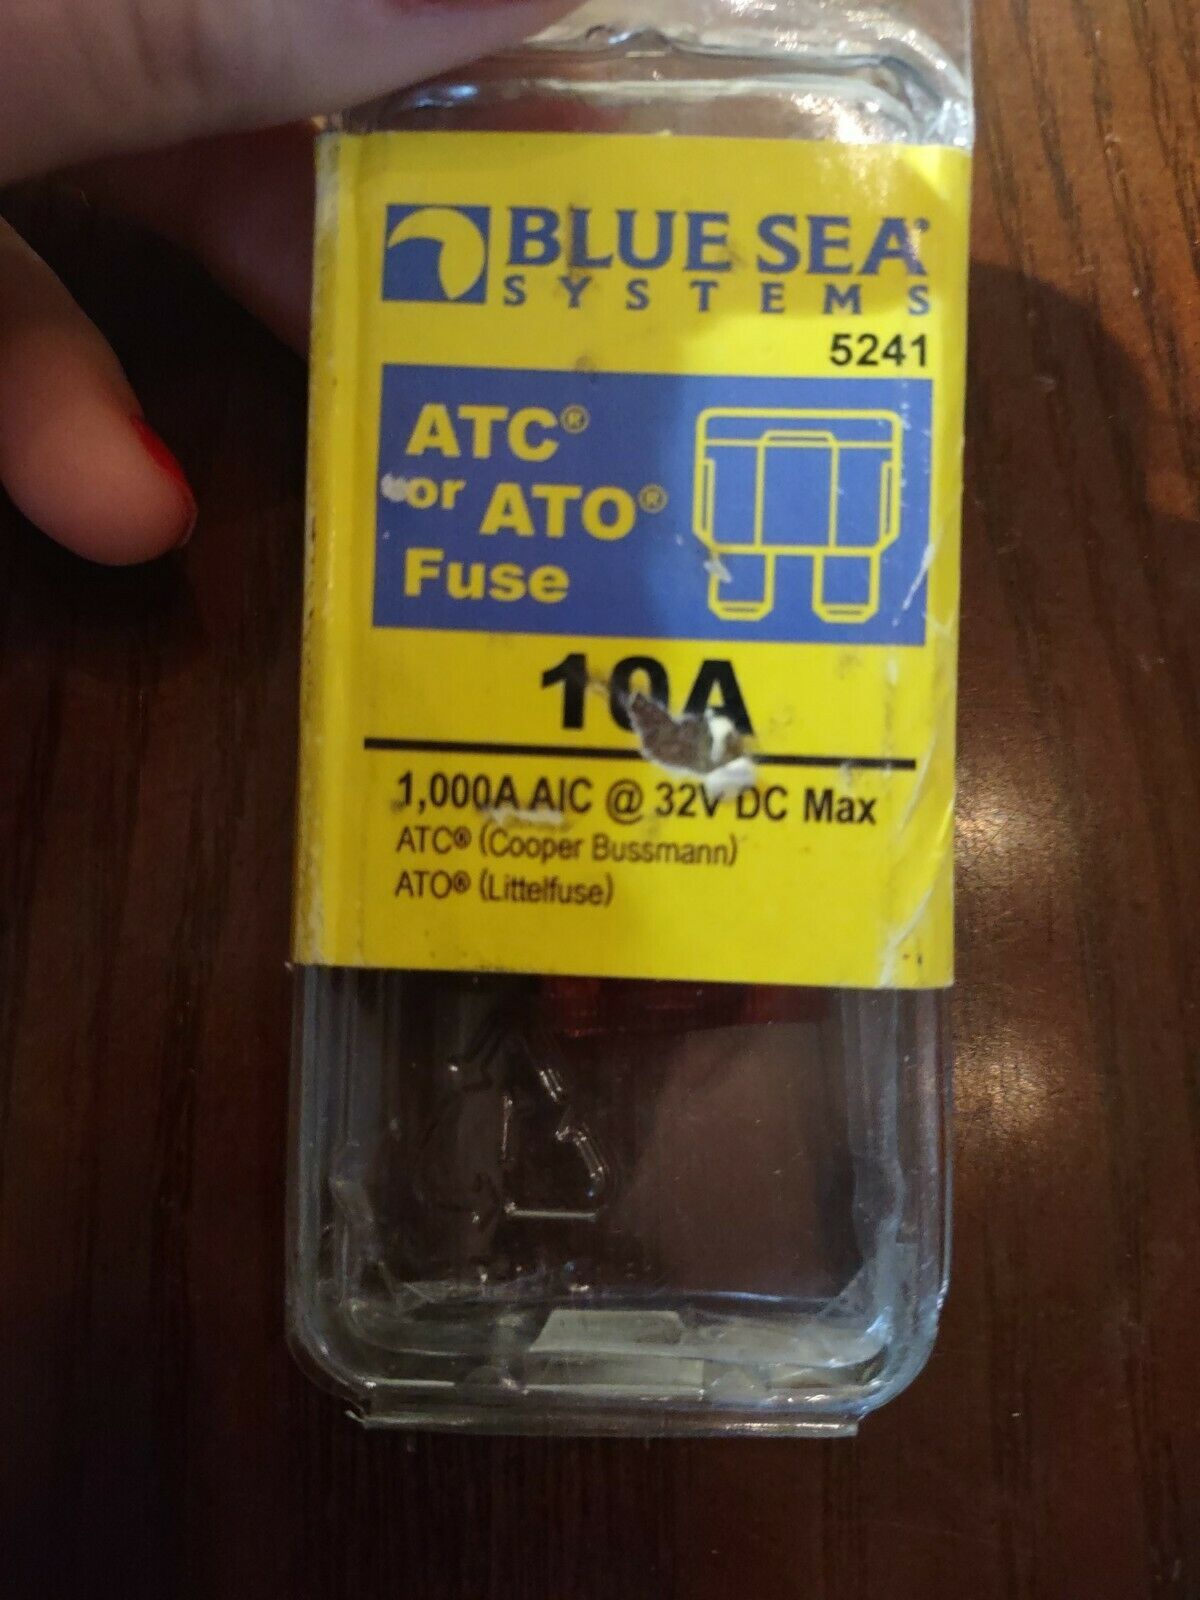 BLUE SEA®
SYSTEMS
5241
ATC®
or ATO®
Fuse
10A
1,000A AIC @ 32V DC Max
ATC® (Cooper Bussmann)
ATO® (Littelfuse)